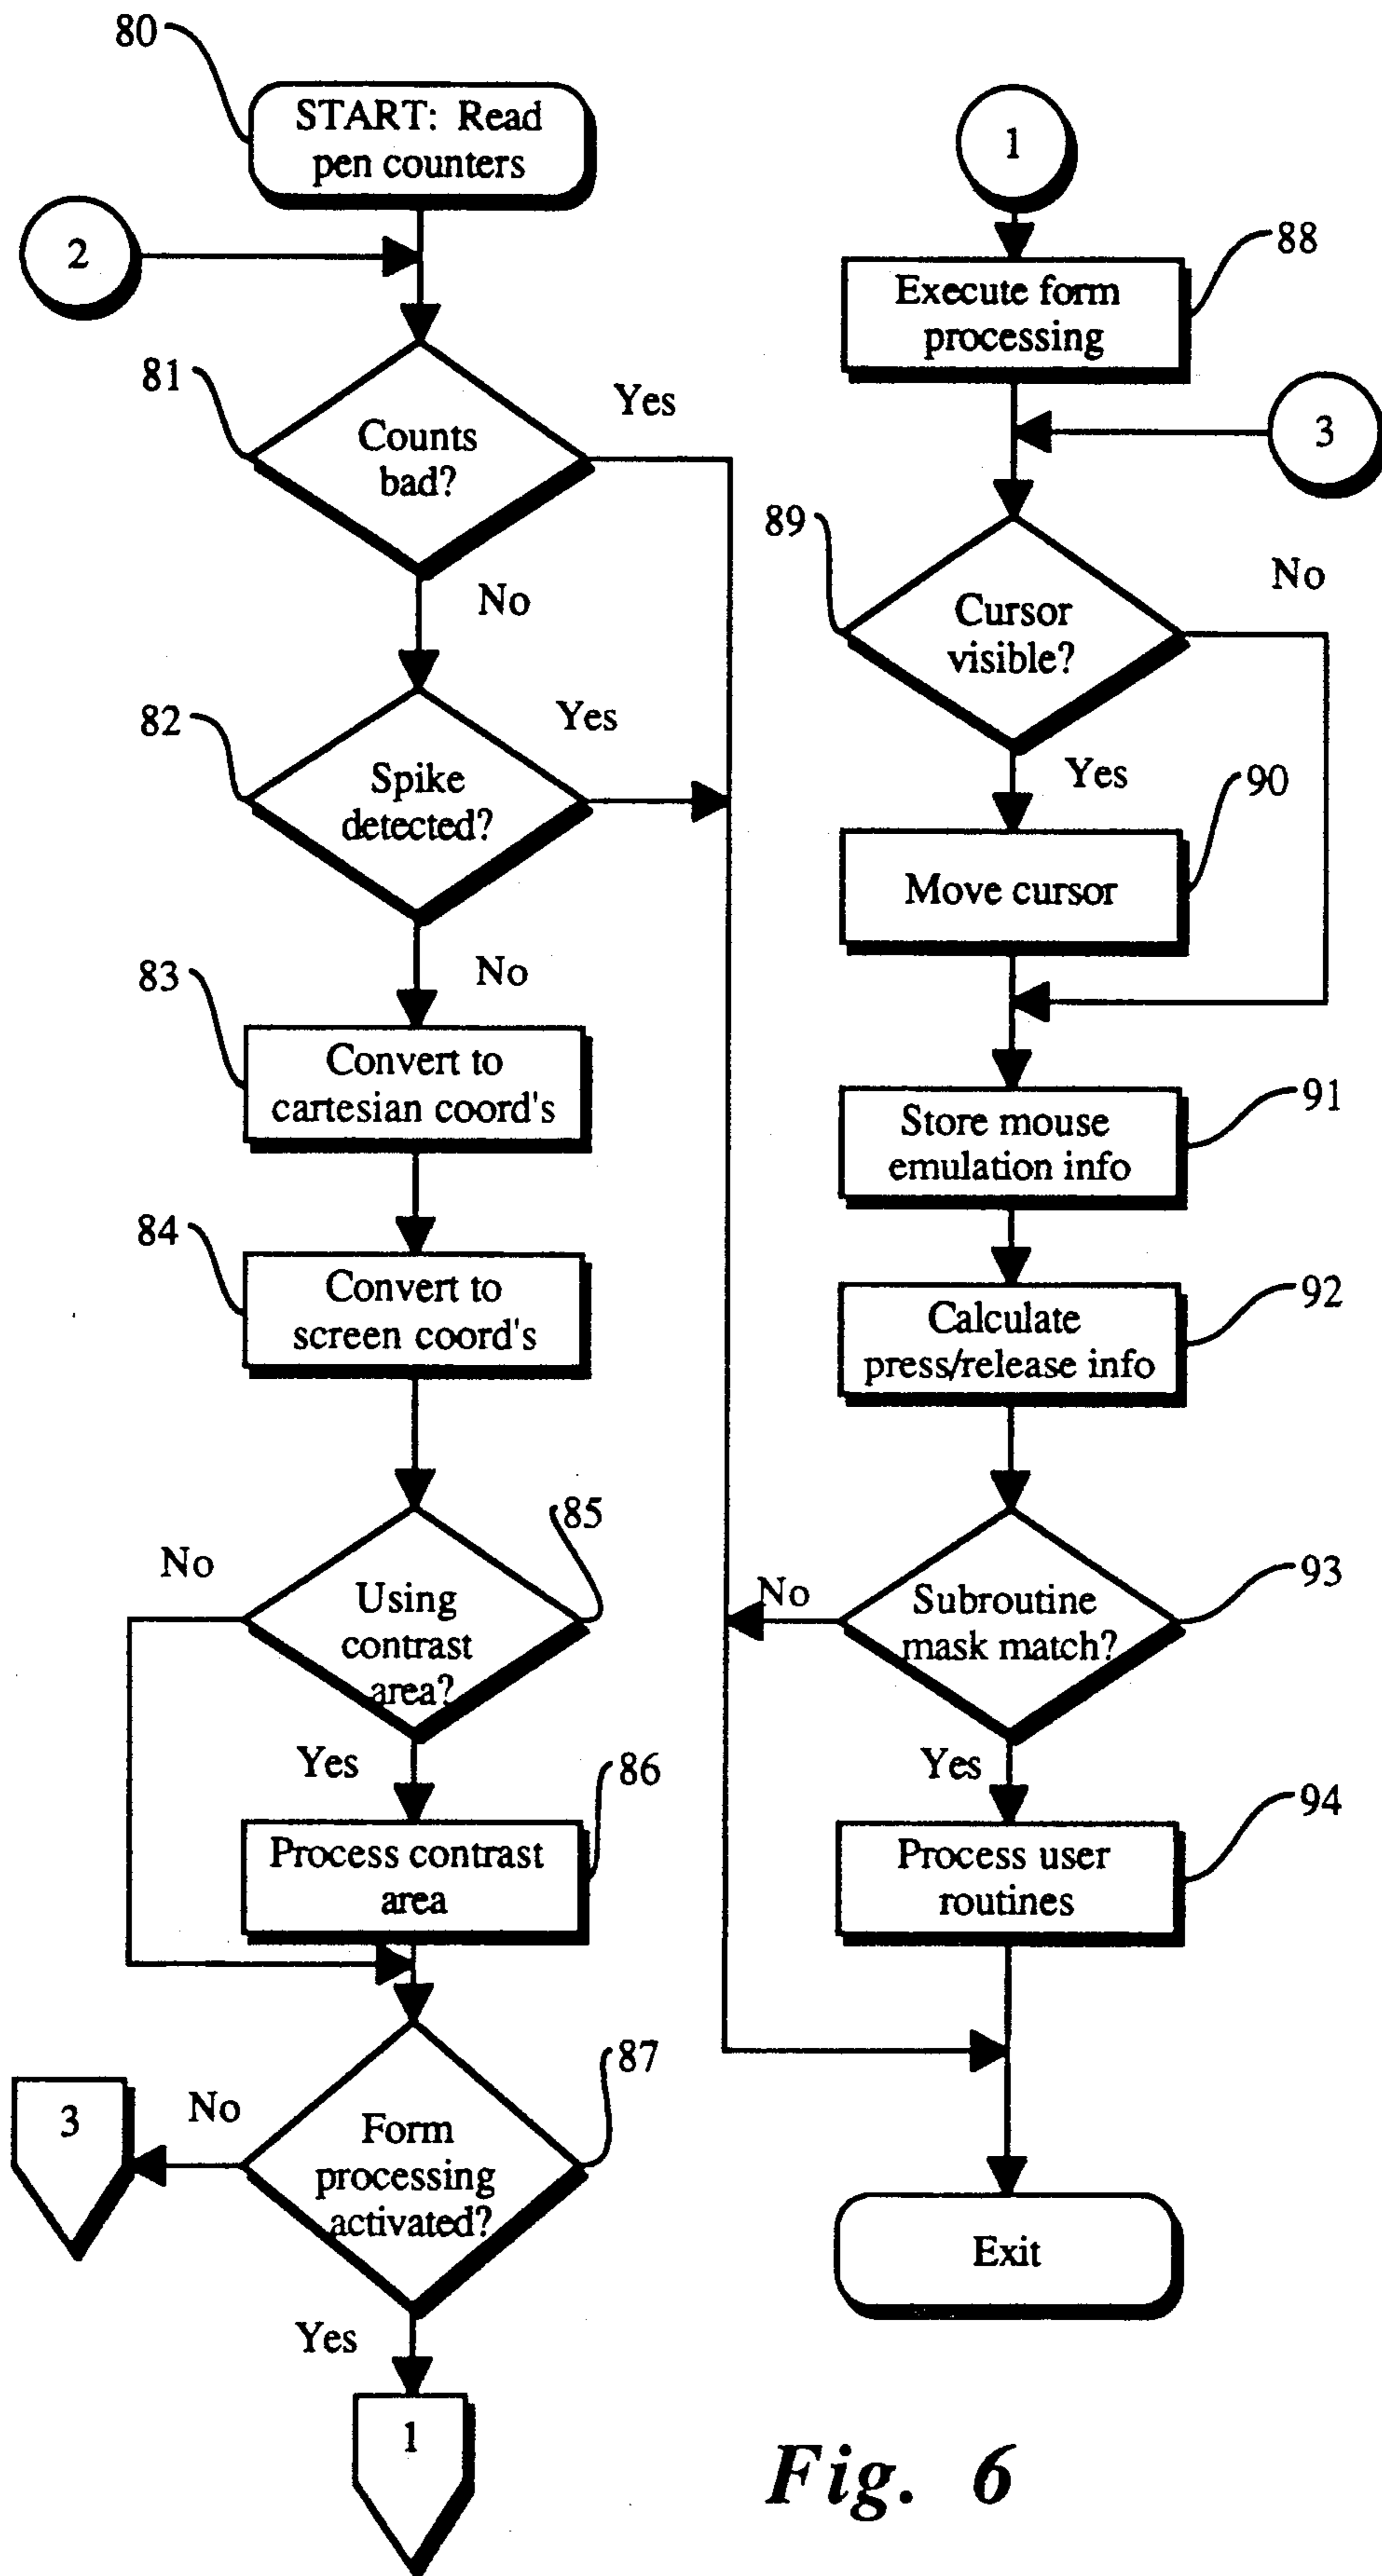 80
START: Read
pen counters
2
81
Counts
bad?
Yes
No
82
Spike
detected?
Yes
No
83
Convert to
cartesian coord's
84
Convert to
screen coord's
85
Using
contrast
area?
No
Yes
86
Process contrast
area
87
Form
processing
activated?
No
3
Yes
1
1
88
Execute form
processing
3
89
Cursor
visible?
No
Yes
90
Move cursor
91
Store mouse
emulation info
92
Calculate
press/release info
93
Subroutine
mask match?
No
Yes
94
Process user
routines
Exit
Fig. 6